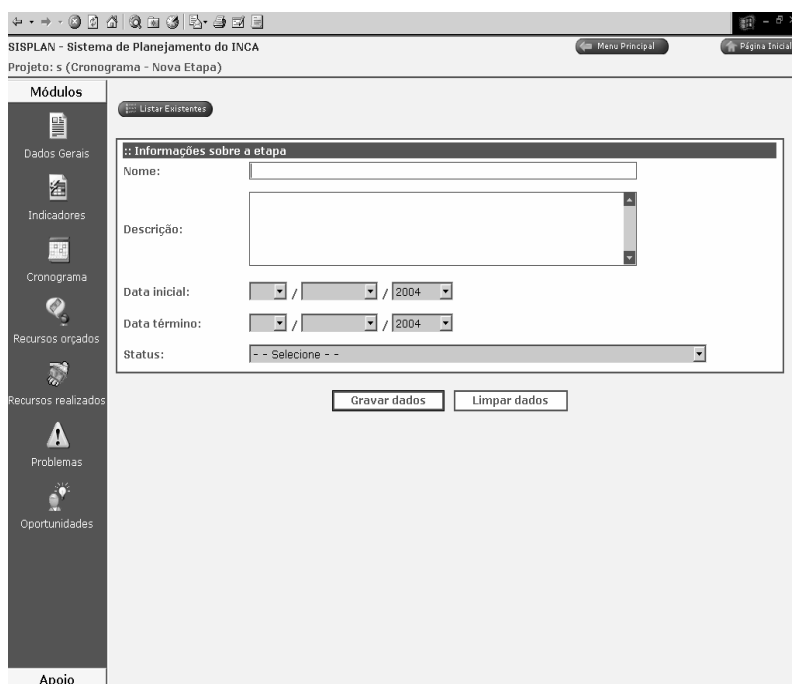 SISPLAN - Sistema de Planejamento do INCA
Menu Principal
Página Inicial
Projeto: s (Cronograma - Nova Etapa)
Módulos
Listar Existentes
Dados Gerais
Indicadores
Cronograma
Recursos orçados
Recursos realizados
Problemas
Oportunidades
Apoio
:: Informações sobre a etapa
Nome:
Descrição:
Data inicial: / / 2004
Data término: / / 2004
Status: - - Selecione - -
Gravar dados Limpar dados